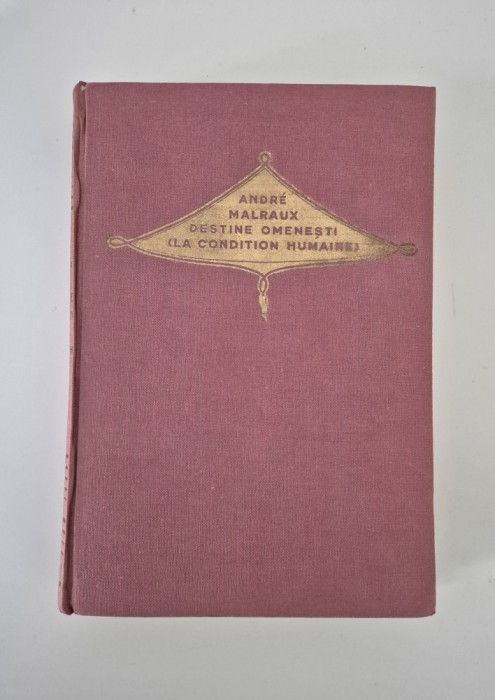 ANDRÉ
MALRAUX
DESTINE OMENEȘTI
(LA CONDITION HUMAINE)